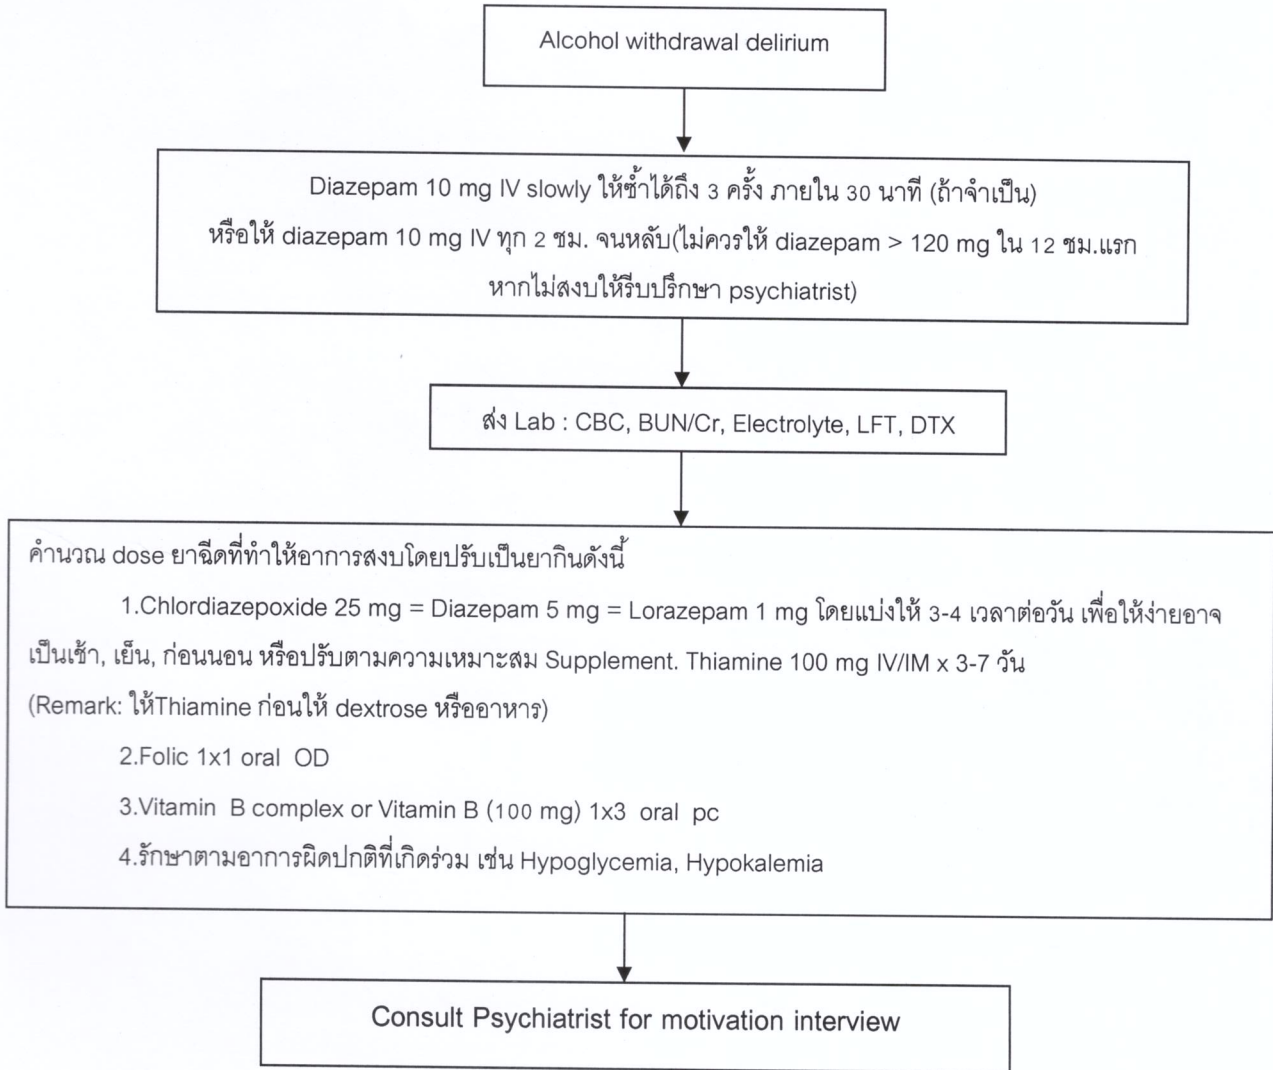 Alcohol withdrawal delirium
Diazepam 10 mg IV slowly ให้ซ้ำได้ถึง 3 ครั้ง ภายใน 30 นาที (ถ้าจำเป็น)
หรือให้ diazepam 10 mg IV ทุก 2 ชม. จนหลับ(ไม่ควรให้ diazepam > 120 mg ใน 12 ชม.แรก
หากไม่สงบให้รีบปรึกษา psychiatrist)
ส่ง Lab : CBC, BUN/Cr, Electrolyte, LFT, DTX
คำนวณ dose ยาฉีดที่ทำให้อาการสงบโดยปรับเป็นยากินดังนี้
1.Chlordiazepoxide 25 mg = Diazepam 5 mg = Lorazepam 1 mg โดยแบ่งให้ 3-4 เวลาต่อวัน เพื่อให้ง่ายอาจ
เป็นเช้า, เย็น, ก่อนนอน หรือปรับตามความเหมาะสม Supplement. Thiamine 100 mg IV/IM x 3-7 วัน
(Remark: ให้Thiamine ก่อนให้ dextrose หรืออาหาร)
2.Folic 1x1 oral OD
3.Vitamin B complex or Vitamin B (100 mg) 1x3 oral pc
4.รักษาตามอาการผิดปกติที่เกิดร่วม เช่น Hypoglycemia, Hypokalemia
Consult Psychiatrist for motivation interview